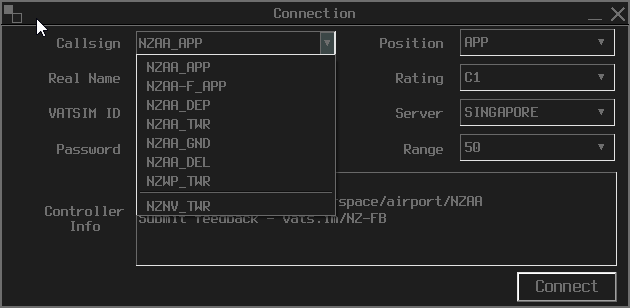 Connection
Callsign NZAA_APP Position APP
NZAA_APP
NZAA-F_APP
Real Name Rating C1
NZAA_DEP
VATSIM ID Server SINGAPORE
NZAA_TWR
NZAA_GND
Password Range 50
NZAA_DEL
NZWP_TWR
space/airport/NZAA
NZNV_TWR
Controller Info
Submit feedback - vats.im/NZ-FB
Connect